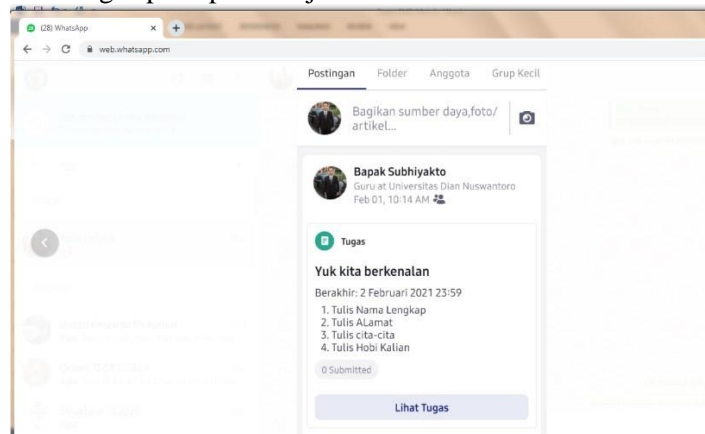 (28) WhatsApp
web.whatsapp.com
Postingan Folder Anggota Grup Kecil
Bagikan sumber daya,foto/
artikel...
Bapak Subhiyakto
Guru at Universitas Dian Nuswantoro
Feb 01, 10:14 AM
Tugas
Yuk kita berkenalan
Berakhir: 2 Februari 2021 23:59
1. Tulis Nama Lengkap
2. Tulis ALamat
3. Tulis cita-cita
4. Tulis Hobi Kalian
0 Submitted
Lihat Tugas